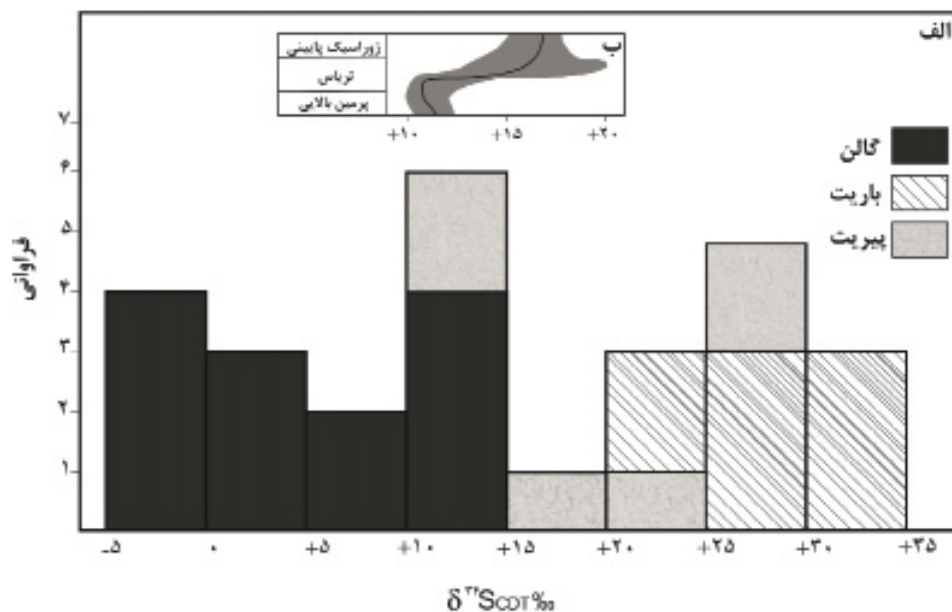 الف
ب
ژوراسیک پایینی
تریاس
پرمین بالایی
+۱۰ +۱۵ +۲۰
گالن
باریت
پیریت
فراوانی
۷
۶
۵
۴
۳
۲
۱
-۵ ۰ +۵ +۱۰ +۱۵ +۲۰ +۲۵ +۳۰ +۳۵
δ³⁴SCDT‰